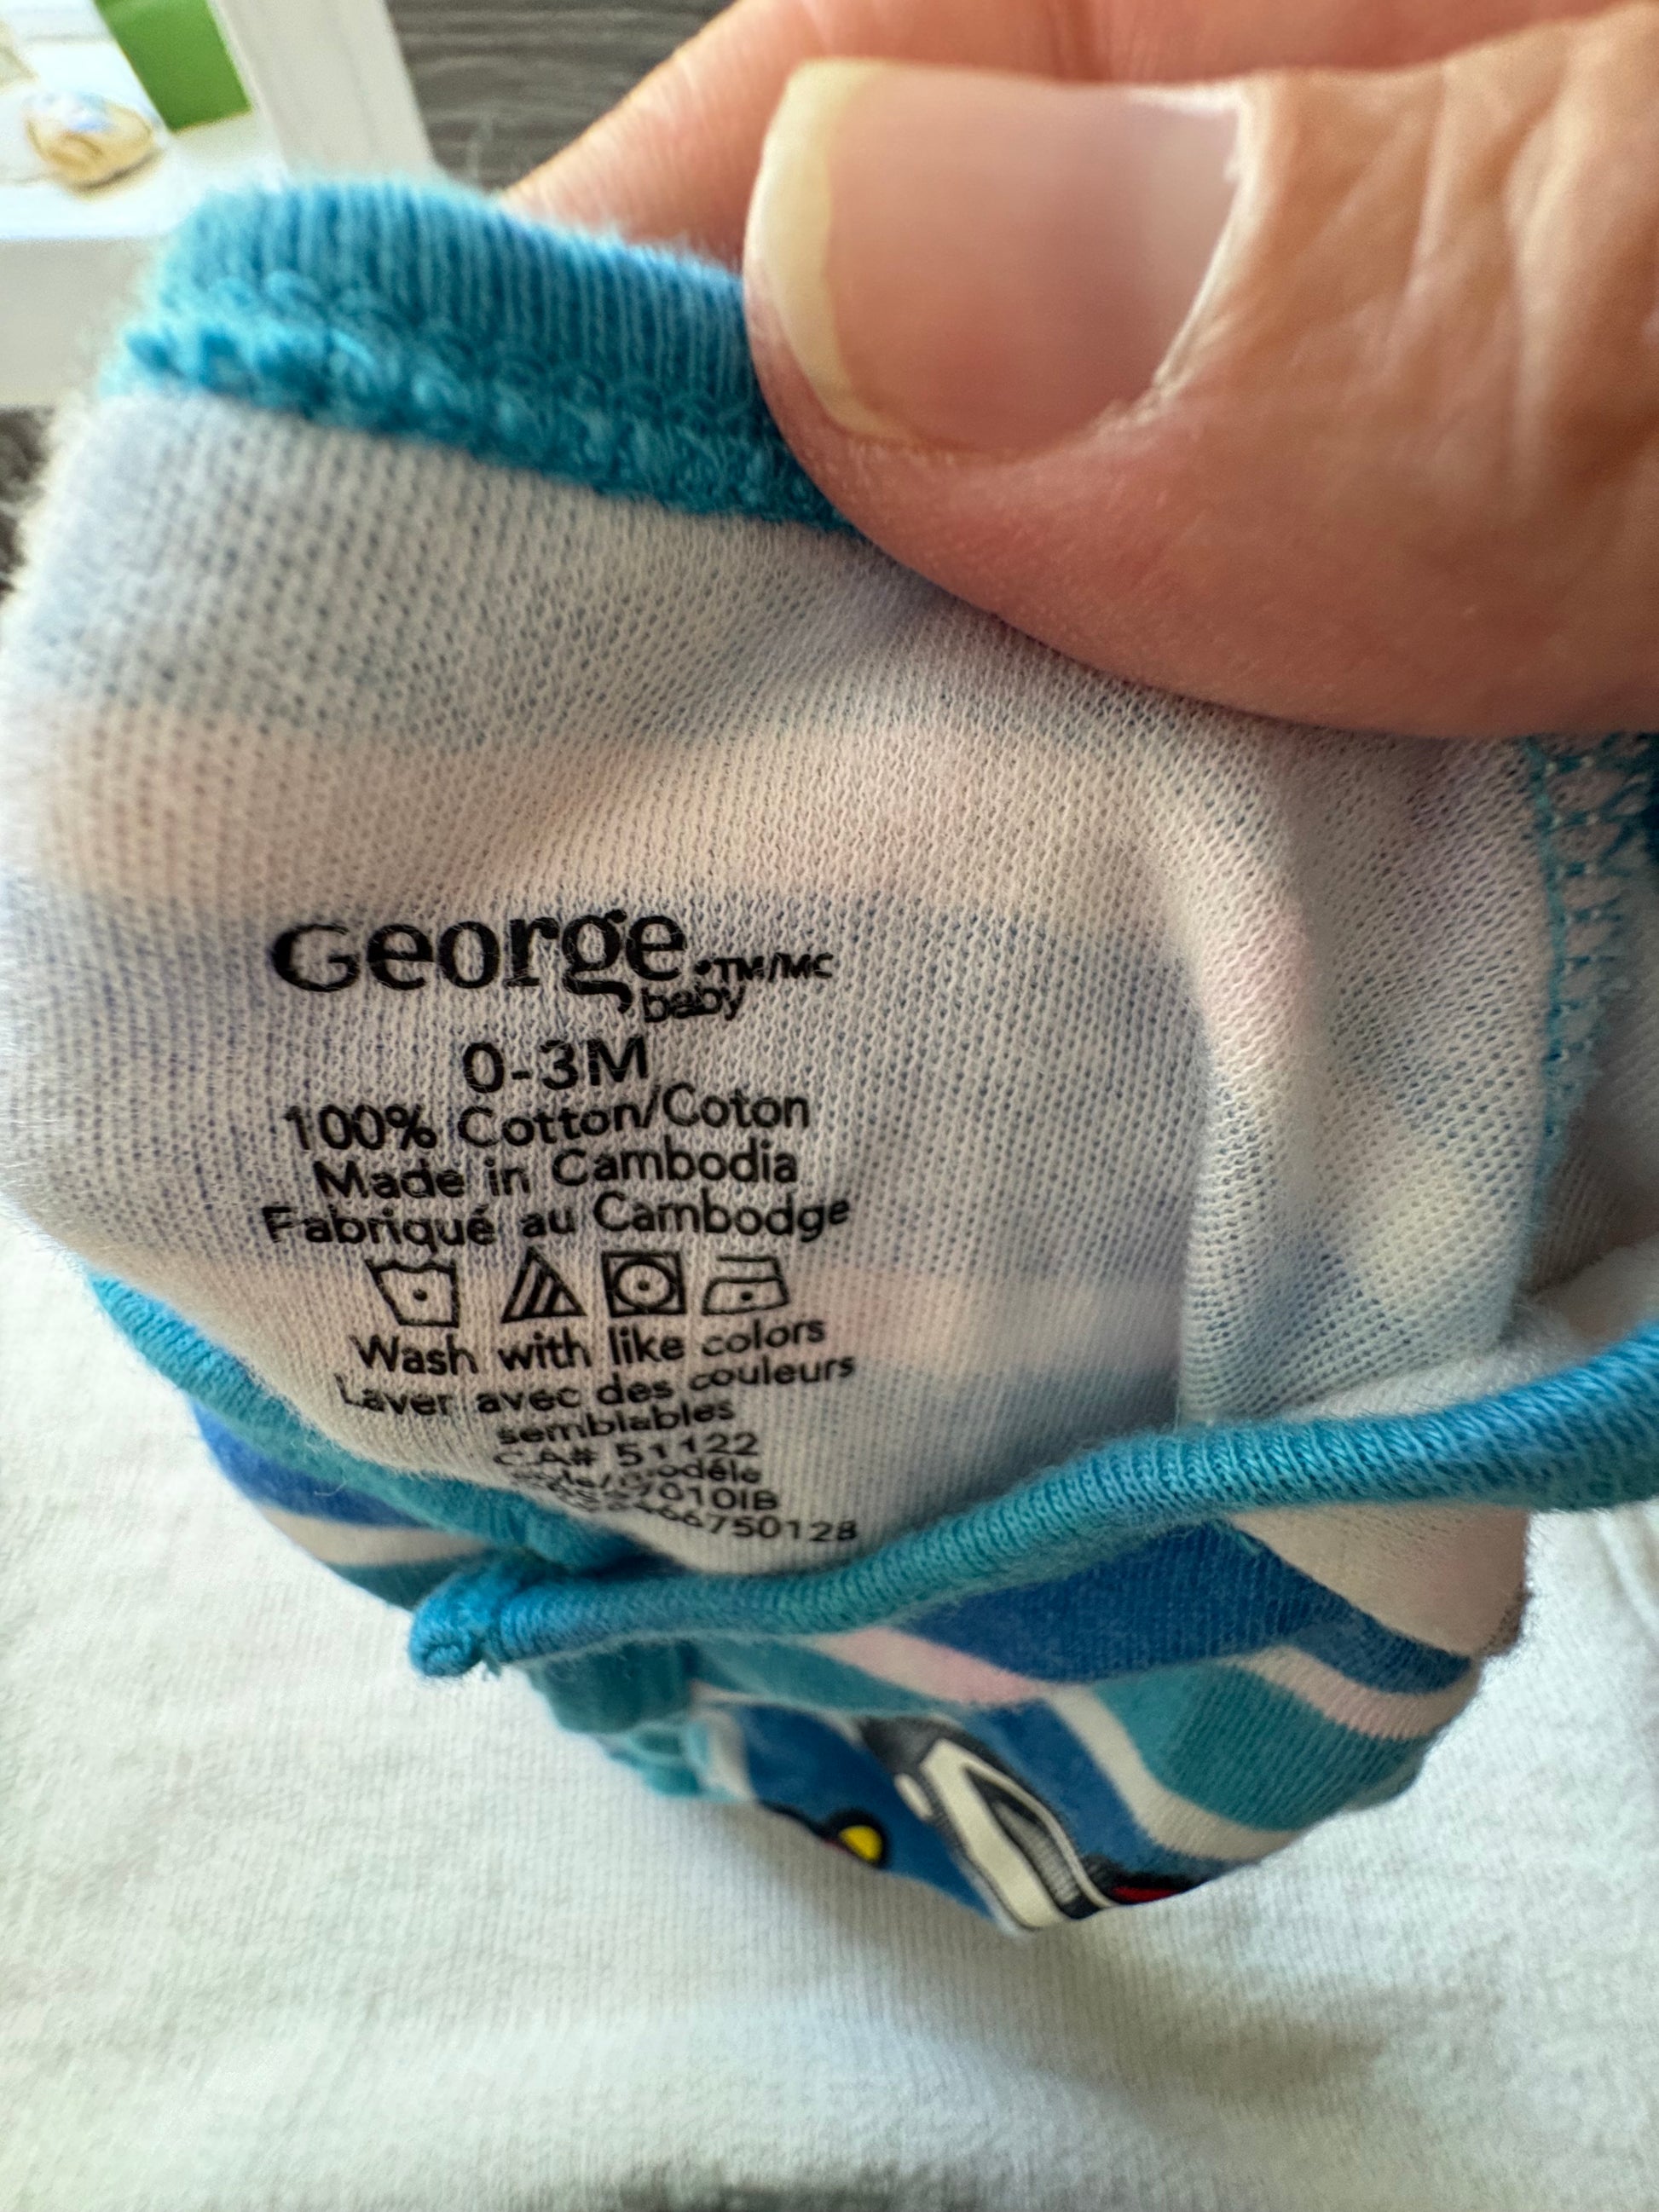 George.TM/MC
baby
0-3M
100% Cotton/Coton
Made in Cambodia
Fabriqué au Cambodge
Wash with like colors
Laver avec des couleurs
semblables
CA# 51122